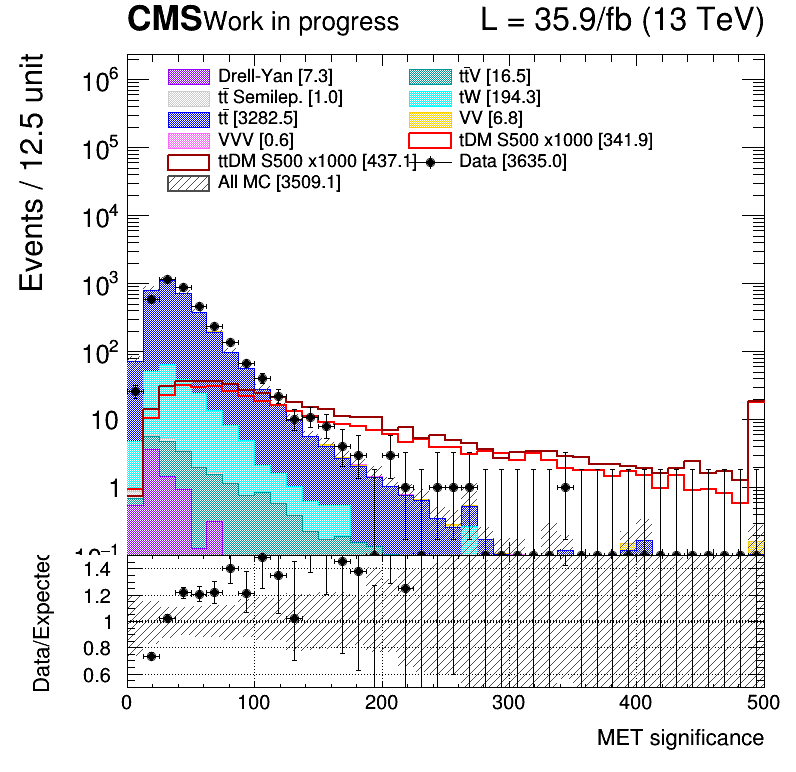 CMS Work in progress L = 35.9/fb (13 TeV)
Events / 12.5 unit
Drell-Yan [7.3] tt̄V [16.5]
tt̄ Semilep. [1.0] tW [194.3]
tt̄ [3282.5] VV [6.8]
VVV [0.6] tDM S500 x1000 [341.9]
ttDM S500 x1000 [437.1] Data [3635.0]
All MC [3509.1]
10⁶
10⁵
10⁴
10³
10²
10
1
10⁻¹
Data/Expected
1.4
1.2
1
0.8
0.6
0 100 200 300 400 500
MET significance